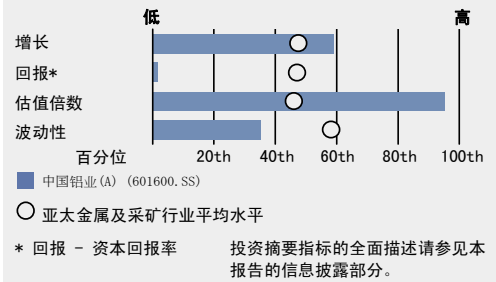 低 高
增长
回报*
估值倍数
波动性
百分位 20th 40th 60th 80th 100th
中国铝业(A) (601600.SS)
亚太金属及采矿行业平均水平
* 回报 - 资本回报率 投资摘要指标的全面描述请参见本
报告的信息披露部分。